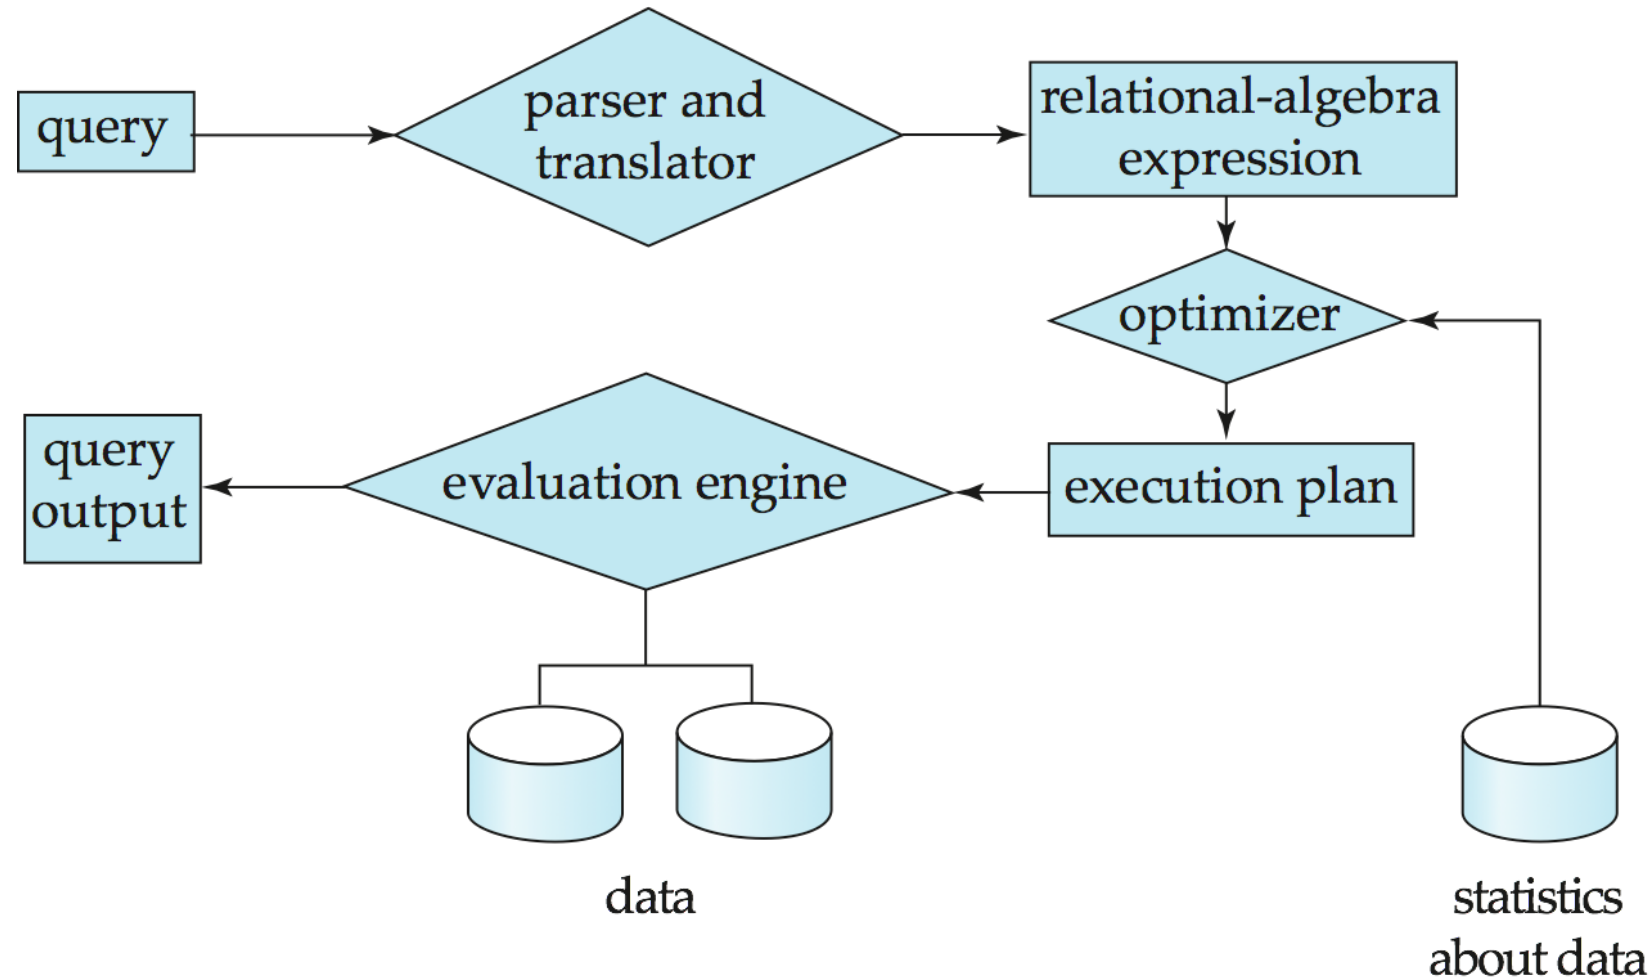 query
parser and
translator
relational-algebra
expression
optimizer
query
output
evaluation engine
execution plan
data
statistics
about data